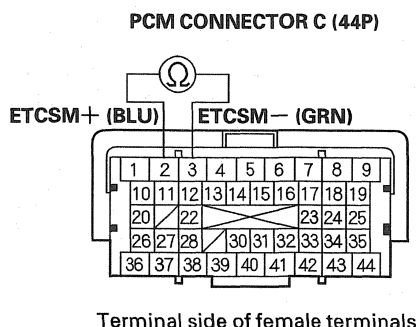 PCM CONNECTOR C (44P)
Ω
ETCSM+ (BLU) ETCSM− (GRN)
1 2 3 4 5 6 7 8 9
10 11 12 13 14 15 16 17 18 19
20 22 23 24 25
26 27 28 30 31 32 33 34 35
36 37 38 39 40 41 42 43 44
Terminal side of female terminals